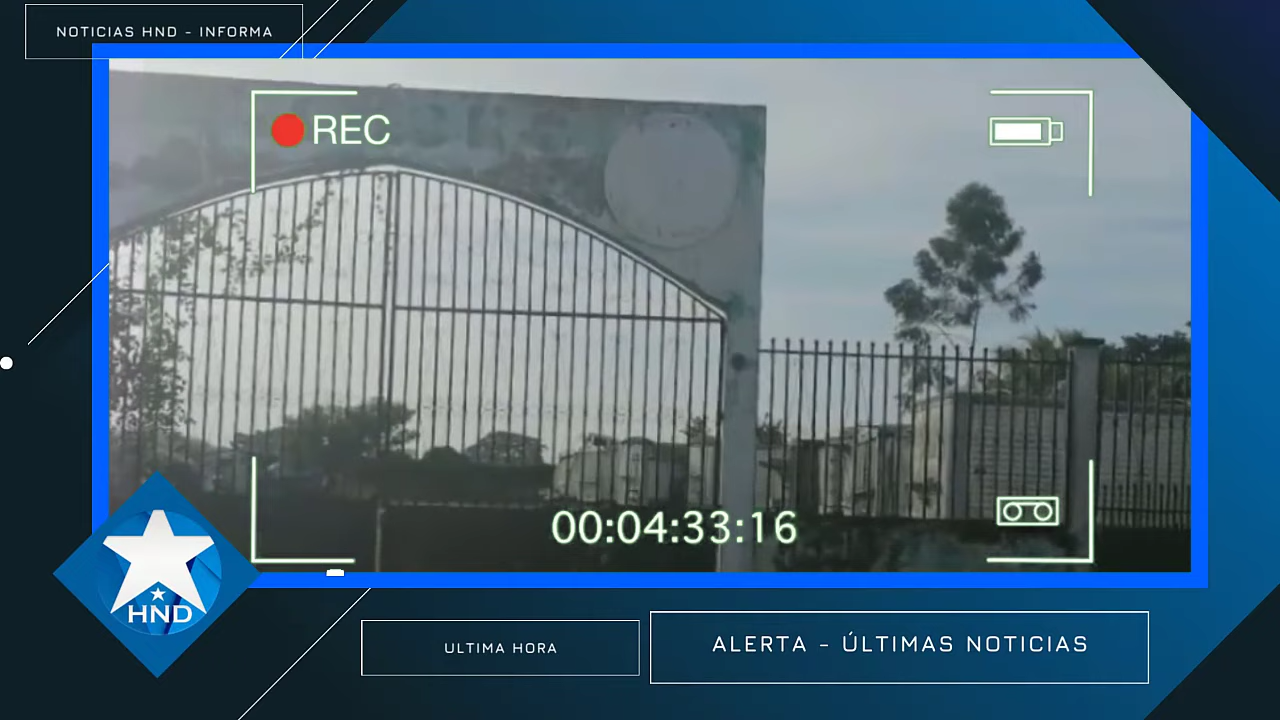 NOTICIAS HND - INFORMA
REC
00:04:33:16
HND
ULTIMA HORA
ALERTA - ÚLTIMAS NOTICIAS